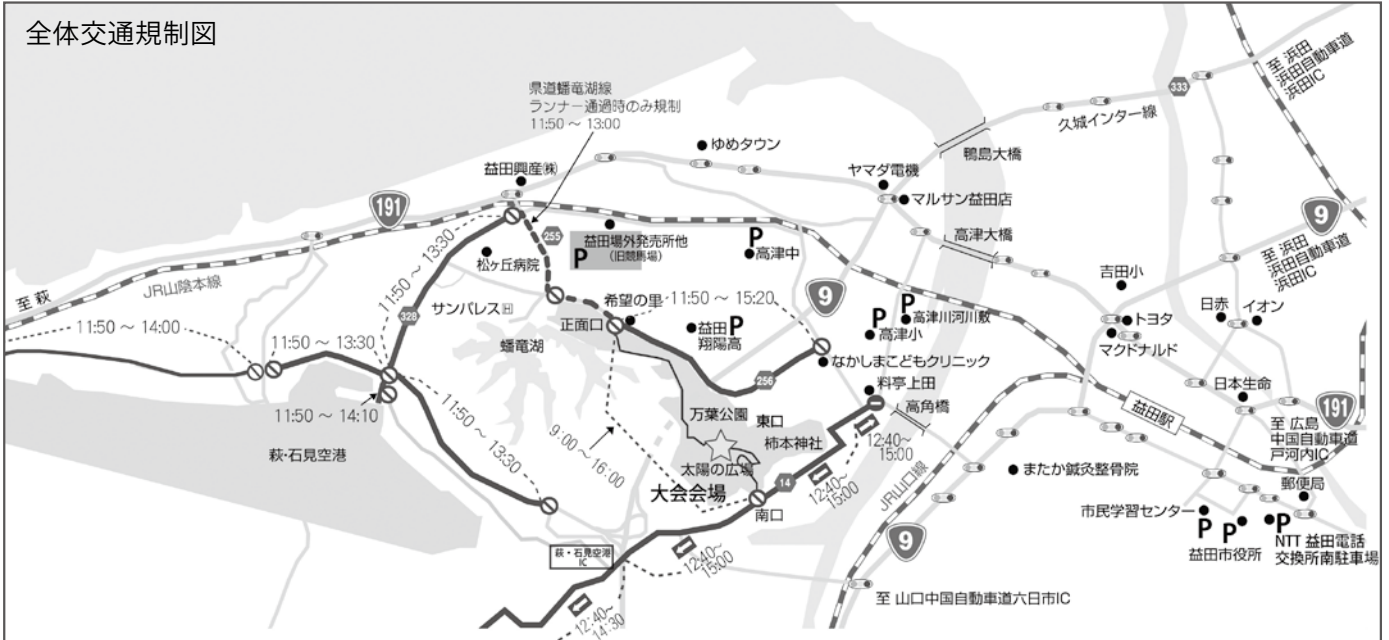 全体交通規制図
県道蟠竜湖線
ランナー通過時のみ規制
11:50 ～ 13:00
至 浜田
浜田自動車道
浜田IC
333
久城インター線
鴨島大橋
ゆめタウン
益田興産㈱
ヤマダ電機
マルサン益田店
191
255
益田場外発売所他
(旧競馬場)
P
P
高津中
高津大橋
9
至 浜田
浜田自動車道
浜田IC
松ヶ丘病院
11:50 ～ 13:30
至 萩
JR山陰本線
サンパレスH
328
希望の里
11:50 ～ 15:20
正面口
益田
翔陽高
P
9
P
高津川河川敷
P
高津小
吉田小
トヨタ
マクドナルド
日赤
イオン
11:50 ～ 14:00
11:50 ～ 13:30
蟠竜湖
なかしまこどもクリニック
256
料亭上田
高角橋
日本生命
益田駅
191
11:50 ～ 14:10
11:50 ～ 13:30
萩・石見空港
9:00 ～ 16:00
万葉公園
東口
柿本神社
太陽の広場
大会会場
14
南口
12:40～
15:00
12:40～
15:00
至 広島
中国自動車道
戸河内IC
またか鍼灸整骨院
郵便局
市民学習センター
P
P
益田市役所
P
NTT 益田電話
交換所南駐車場
JR山口線
9
萩・石見空港
IC
12:40～
15:00
12:40～
14:30
至 山口中国自動車道六日市IC